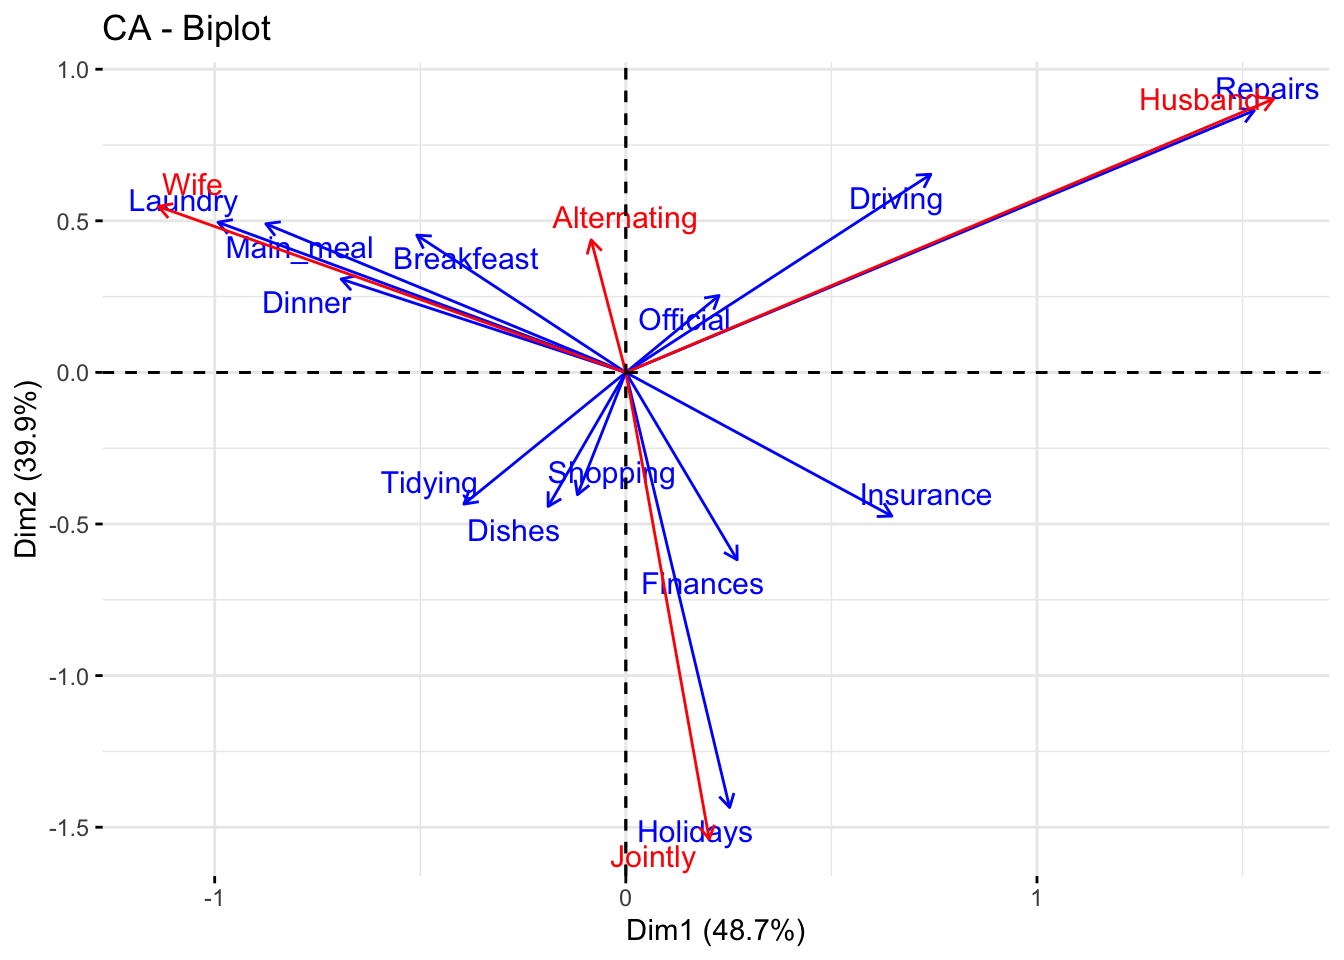 CA - Biplot
1.0
0.5
0.0
-0.5
-1.0
-1.5
Dim2 (39.9%)
Repairs
Husband
Wife
Laundry
Driving
Alternating
Main_meal
Breakfeast
Dinner
Official
Shopping
Tidying
Insurance
Dishes
Finances
Holidays
Jointly
-1
0
1
Dim1 (48.7%)